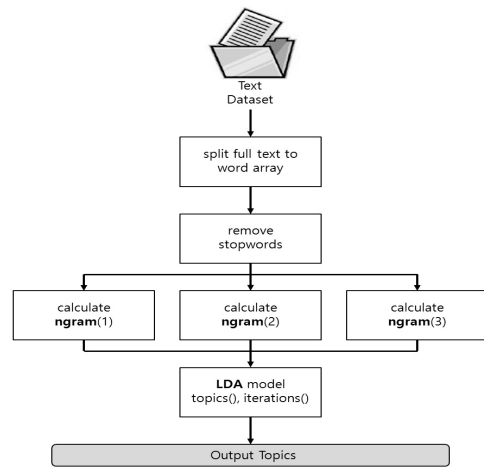 Text
Dataset
split full text to
word array
remove
stopwords
calculate
ngram(1)
calculate
ngram(2)
calculate
ngram(3)
LDA model
topics(), iterations()
Output Topics